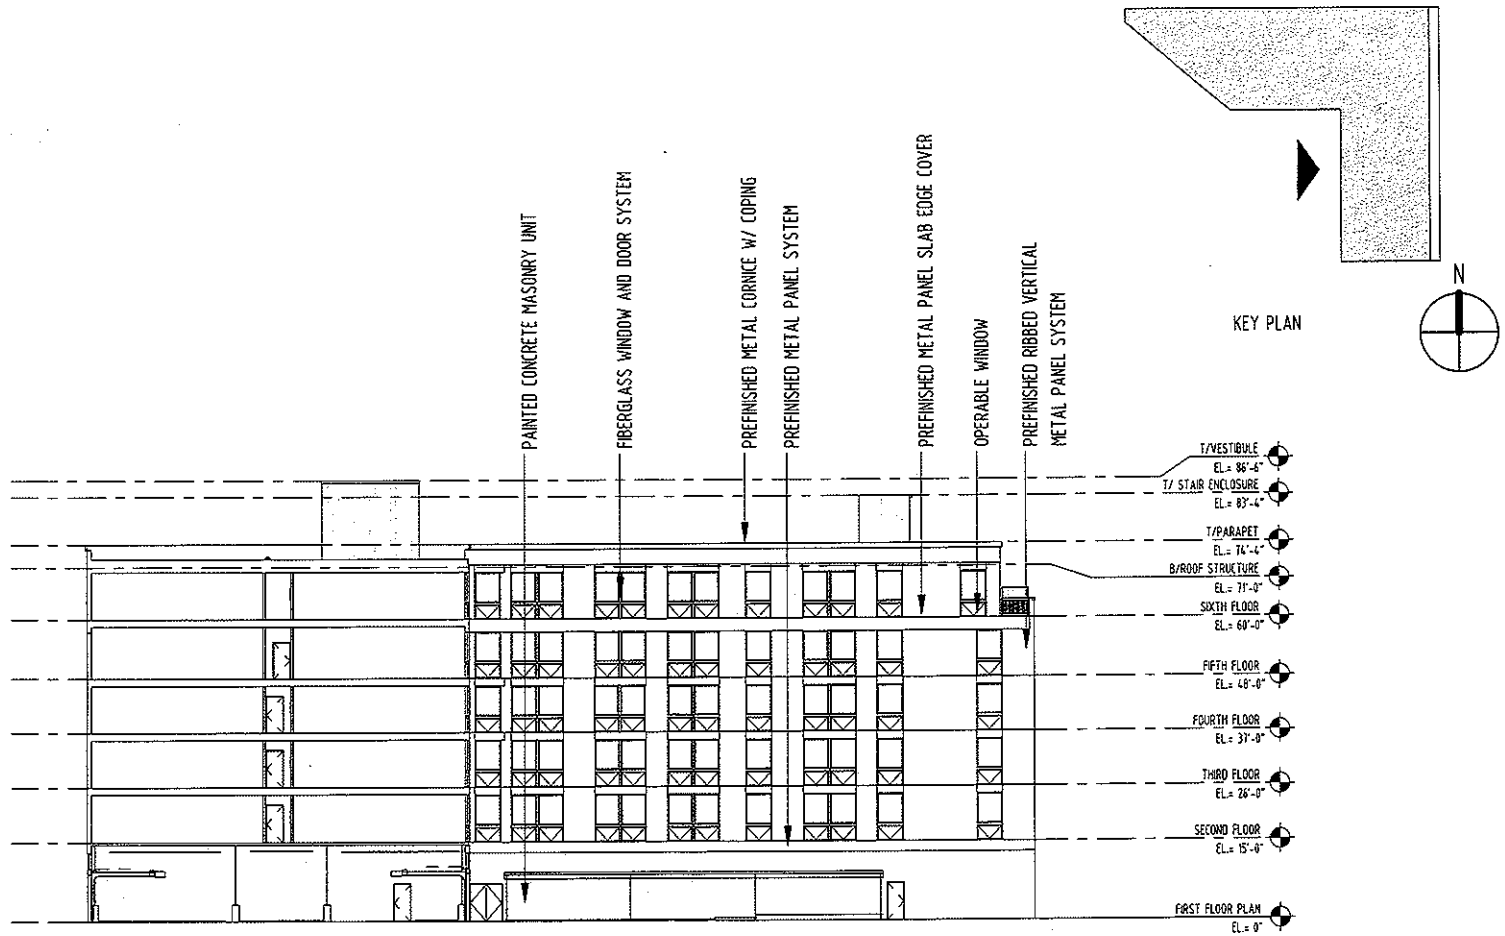 N
KEY PLAN
PAINTED CONCRETE MASONRY UNIT
FIBERGLASS WINDOW AND DOOR SYSTEM
PREFINISHED METAL CORNICE W/ COPING
PREFINISHED METAL PANEL SYSTEM
PREFINISHED METAL PANEL SLAB EDGE COVER
OPERABLE WINDOW
PREFINISHED RIBBED VERTICAL
METAL PANEL SYSTEM
T/VESTIBULE
EL.= 86'-6"
T/ STAIR ENCLOSURE
EL.= 83'-4"
T/PARAPET
EL.= 74'-4"
B/ROOF STRUCTURE
EL.= 71'-0"
SIXTH FLOOR
EL.= 60'-0"
FIFTH FLOOR
EL.= 48'-0"
FOURTH FLOOR
EL.= 37'-0"
THIRD FLOOR
EL.= 26'-0"
SECOND FLOOR
EL.= 15'-0"
FIRST FLOOR PLAN
EL.= 0"